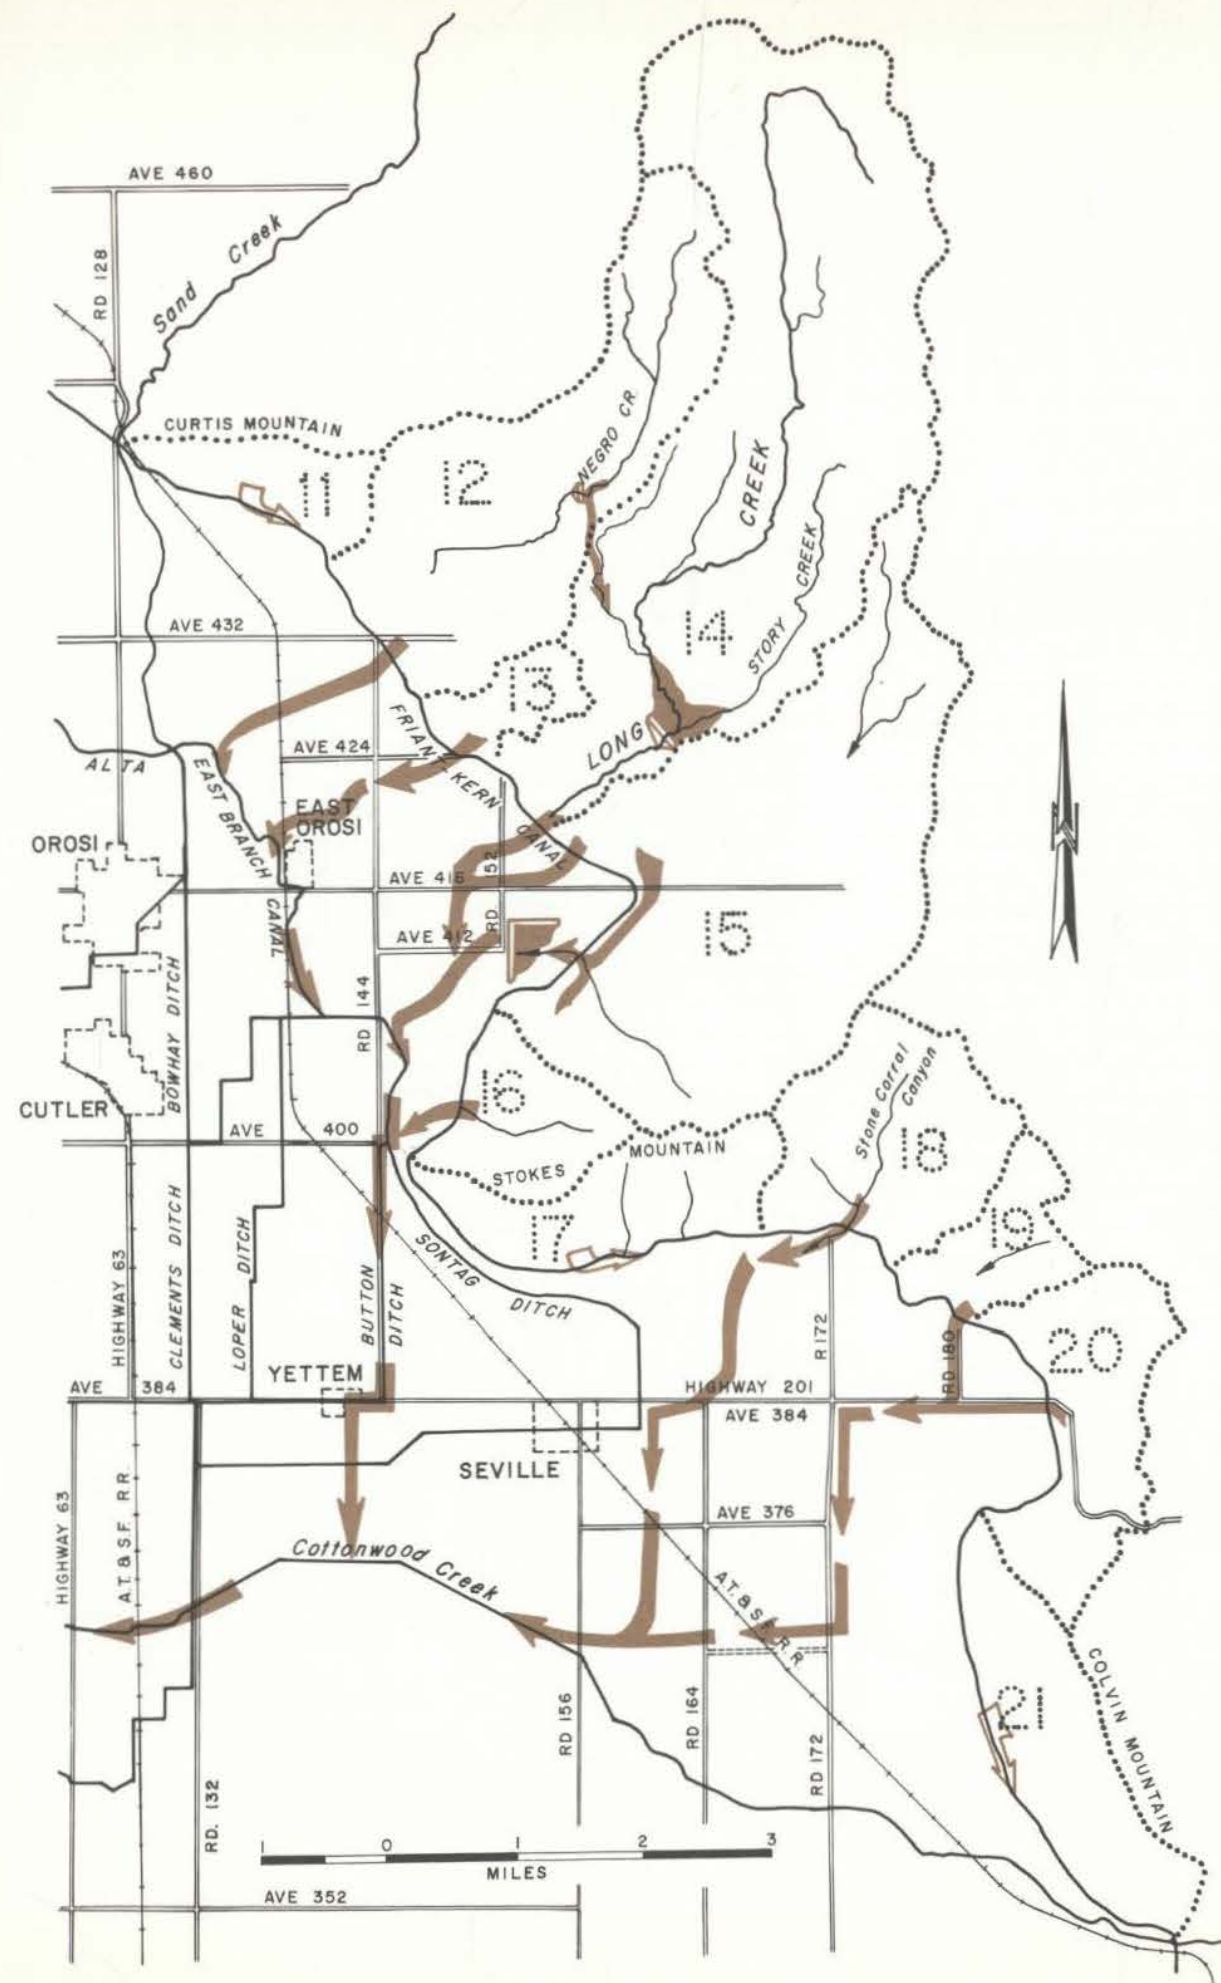 AVE 460
Sand Creek
RD 128
CURTIS MOUNTAIN
11
12
NEGRO CR.
CREEK
STORY CREEK
14
AVE 432
13
FRIANT-KERN CANAL
LONG
AVE 424
ALTA
EAST BRANCH CANAL
EAST
OROSI
OROSI
N
AVE 416
RD 152
15
AVE 412
BOWHAY DITCH
RD 144
CUTLER
16
Stone Corral
Canyon
AVE 400
18
STOKES MOUNTAIN
17
19
HIGHWAY 63
CLEMENTS DITCH
LOPER DITCH
BUTTON
DITCH
SONTAG DITCH
R172
RD 180
20
YETTEM
AVE 384
HIGHWAY 201
AVE 384
SEVILLE
HIGHWAY 63
A.T.& S.F. R.R.
AVE 376
Cottonwood Creek
A.T.& S.F. R.R.
COLVIN MOUNTAIN
21
RD 156
RD 164
RD 172
RD. 132
1 0 1 2 3
MILES
AVE 352